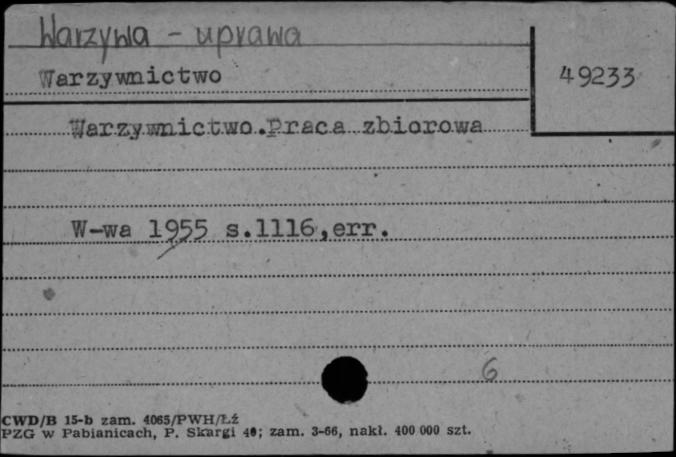 Warzywa - uprawa
Warzywnictwo
49233
Warzywnictwo.Praca zbiorowa
W-wa 1955 s.1116,err.
6
CWD/B 15-b zam. 4065/PWH/Łź
PZG w Pabianicach, P. Skargi 40; zam. 3-66, nakł. 400 000 szt.